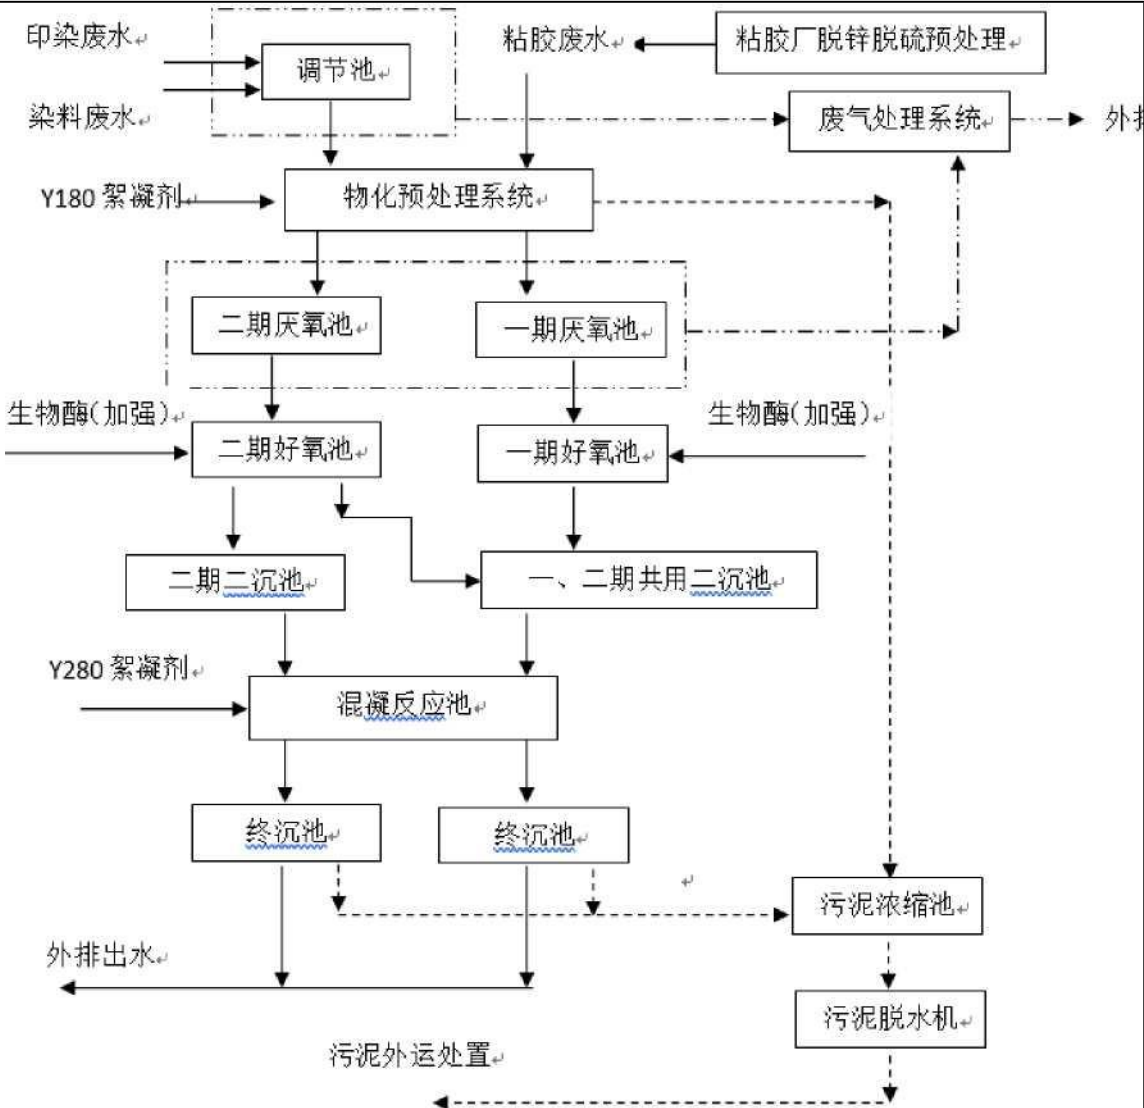 印染废水
粘胶废水
粘胶厂脱锌脱硫预处理
调节池
染料废水
废气处理系统
外排
Y180 絮凝剂
物化预处理系统
二期厌氧池
一期厌氧池
生物酶(加强)
生物酶(加强)
二期好氧池
一期好氧池
二期二沉池
一、二期共用二沉池
Y280 絮凝剂
混凝反应池
终沉池
终沉池
污泥浓缩池
外排出水
污泥脱水机
污泥外运处置